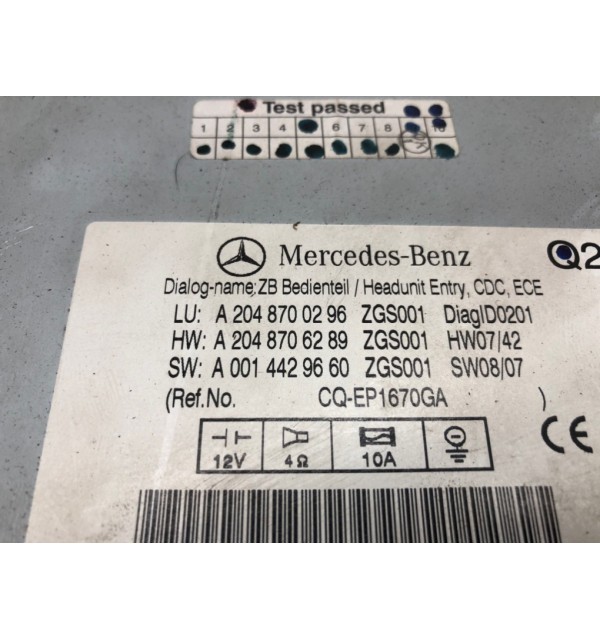 Test passed
1 2 3 4 6 7 8 10
Mercedes-Benz
Q2
Dialog-name: ZB Bedienteil / Headunit Entry, CDC, ECE
LU: A 204 870 02 96 ZGS001 DiagID0201
HW: A 204 870 62 89 ZGS001 HW07/42
SW: A 001 442 96 60 ZGS001 SW08/07
(Ref.No. CQ-EP1670GA )
CE
12V 4Ω 10A